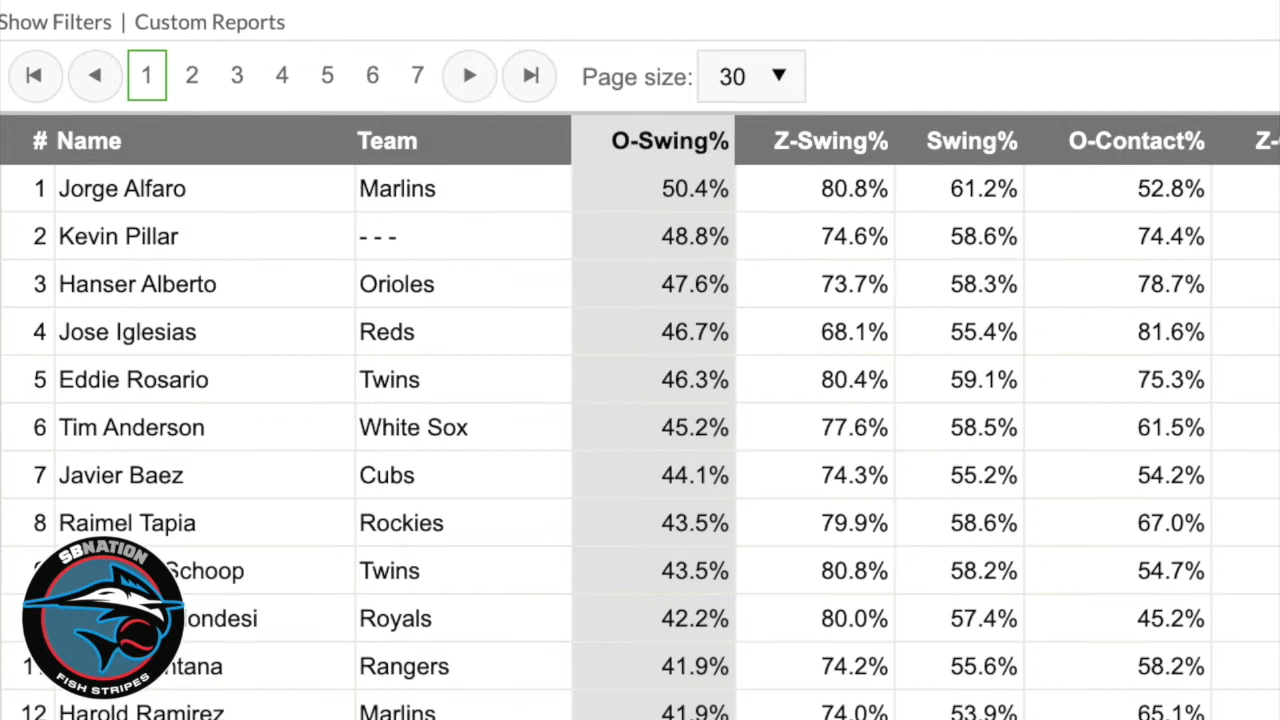 Show Filters | Custom Reports
1 2 3 4 5 6 7 Page size: 30
# Name Team O-Swing% Z-Swing% Swing% O-Contact% Z-
1 Jorge Alfaro Marlins 50.4% 80.8% 61.2% 52.8%
2 Kevin Pillar - - - 48.8% 74.6% 58.6% 74.4%
3 Hanser Alberto Orioles 47.6% 73.7% 58.3% 78.7%
4 Jose Iglesias Reds 46.7% 68.1% 55.4% 81.6%
5 Eddie Rosario Twins 46.3% 80.4% 59.1% 75.3%
6 Tim Anderson White Sox 45.2% 77.6% 58.5% 61.5%
7 Javier Baez Cubs 44.1% 74.3% 55.2% 54.2%
8 Raimel Tapia Rockies 43.5% 79.9% 58.6% 67.0%
Schoop Twins 43.5% 80.8% 58.2% 54.7%
ondesi Royals 42.2% 80.0% 57.4% 45.2%
ntana Rangers 41.9% 74.2% 55.6% 58.2%
12 Harold Ramirez Marlins 41.9% 74.0% 53.9% 65.1%
SBNATION
FISH STRIPES